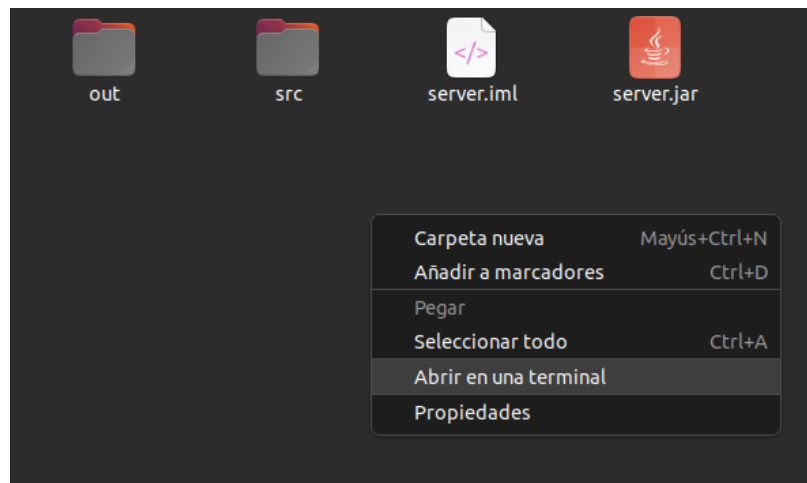 out
src
server.iml
server.jar
Carpeta nueva Mayús+Ctrl+N
Añadir a marcadores Ctrl+D
Pegar
Seleccionar todo Ctrl+A
Abrir en una terminal
Propiedades